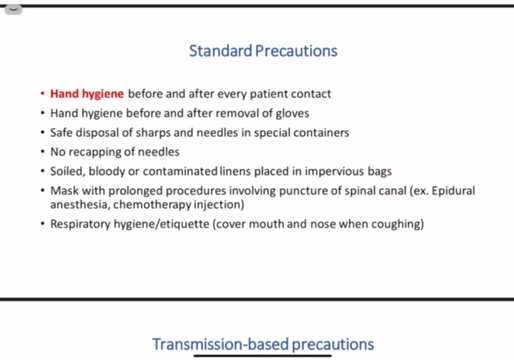 Standard Precautions
• Hand hygiene before and after every patient contact
• Hand hygiene before and after removal of gloves
• Safe disposal of sharps and needles in special containers
• No recapping of needles
• Soiled, bloody or contaminated linens placed in impervious bags
• Mask with prolonged procedures involving puncture of spinal canal (ex. Epidural
anesthesia, chemotherapy injection)
• Respiratory hygiene/etiquette (cover mouth and nose when coughing)
Transmission-based precautions